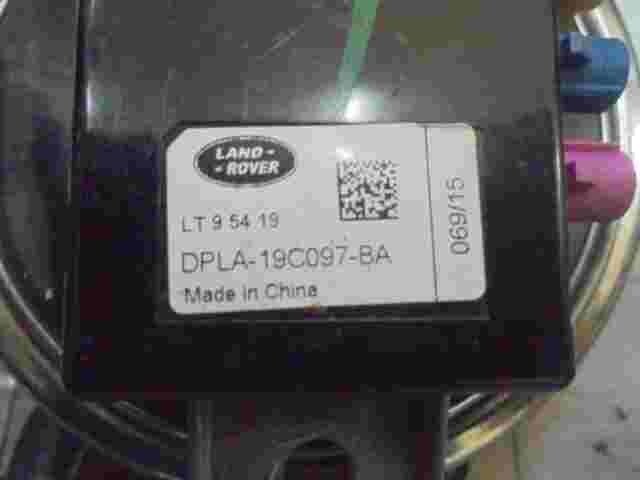 LAND-
-ROVER
LT 9 54 19
DPLA-19C097-BA
Made in China
069/15